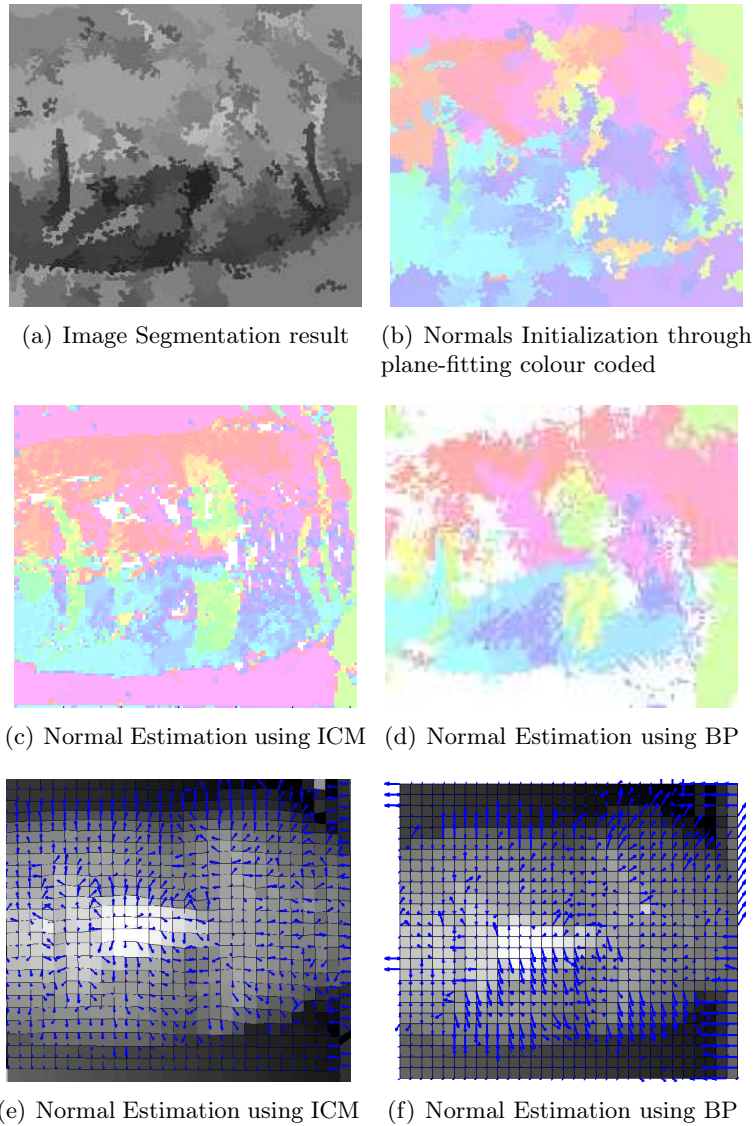 (a) Image Segmentation result
(b) Normals Initialization through
plane-fitting colour coded
(c) Normal Estimation using ICM
(d) Normal Estimation using BP
(e) Normal Estimation using ICM
(f) Normal Estimation using BP